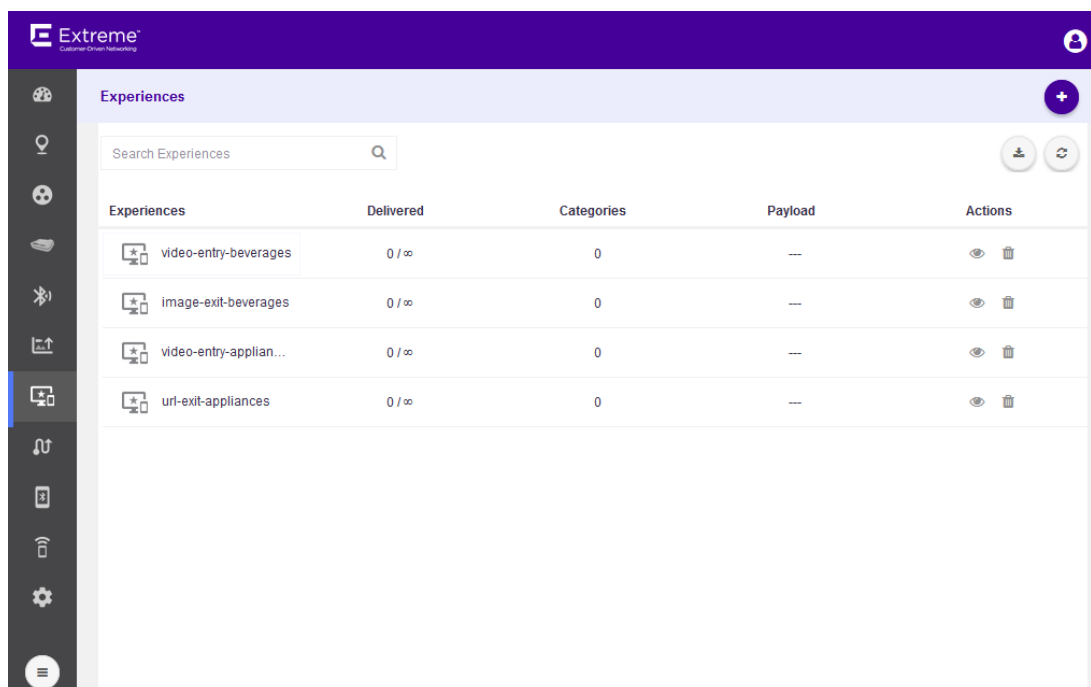 Extreme™
Customer-Driven Networking
Experiences
Search Experiences
Experiences Delivered Categories Payload Actions
video-entry-beverages 0 / ∞ 0 ---
image-exit-beverages 0 / ∞ 0 ---
video-entry-applian... 0 / ∞ 0 ---
url-exit-appliances 0 / ∞ 0 ---